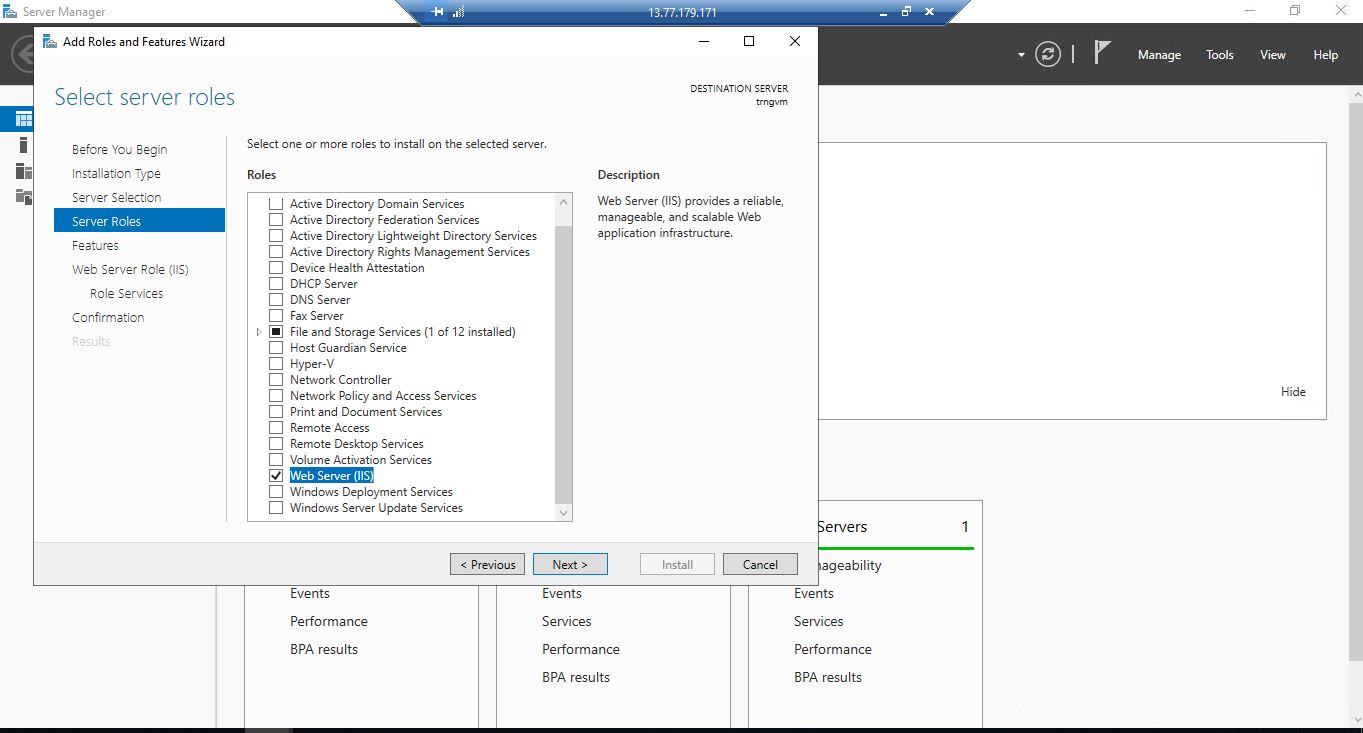 Server Manager
13.77.179.171
Add Roles and Features Wizard
Manage Tools View Help
Select server roles
DESTINATION SERVER
trngvm
Before You Begin
Installation Type
Server Selection
Server Roles
Features
Web Server Role (IIS)
Role Services
Confirmation
Results
Select one or more roles to install on the selected server.
Roles
Active Directory Domain Services
Active Directory Federation Services
Active Directory Lightweight Directory Services
Active Directory Rights Management Services
Device Health Attestation
DHCP Server
DNS Server
Fax Server
File and Storage Services (1 of 12 installed)
Host Guardian Service
Hyper-V
Network Controller
Network Policy and Access Services
Print and Document Services
Remote Access
Remote Desktop Services
Volume Activation Services
Web Server (IIS)
Windows Deployment Services
Windows Server Update Services
Description
Web Server (IIS) provides a reliable,
manageable, and scalable Web
application infrastructure.
< Previous Next > Install Cancel
Hide
Servers 1
nageability
Events
Performance
BPA results
Events
Services
Performance
BPA results
Events
Services
Performance
BPA results